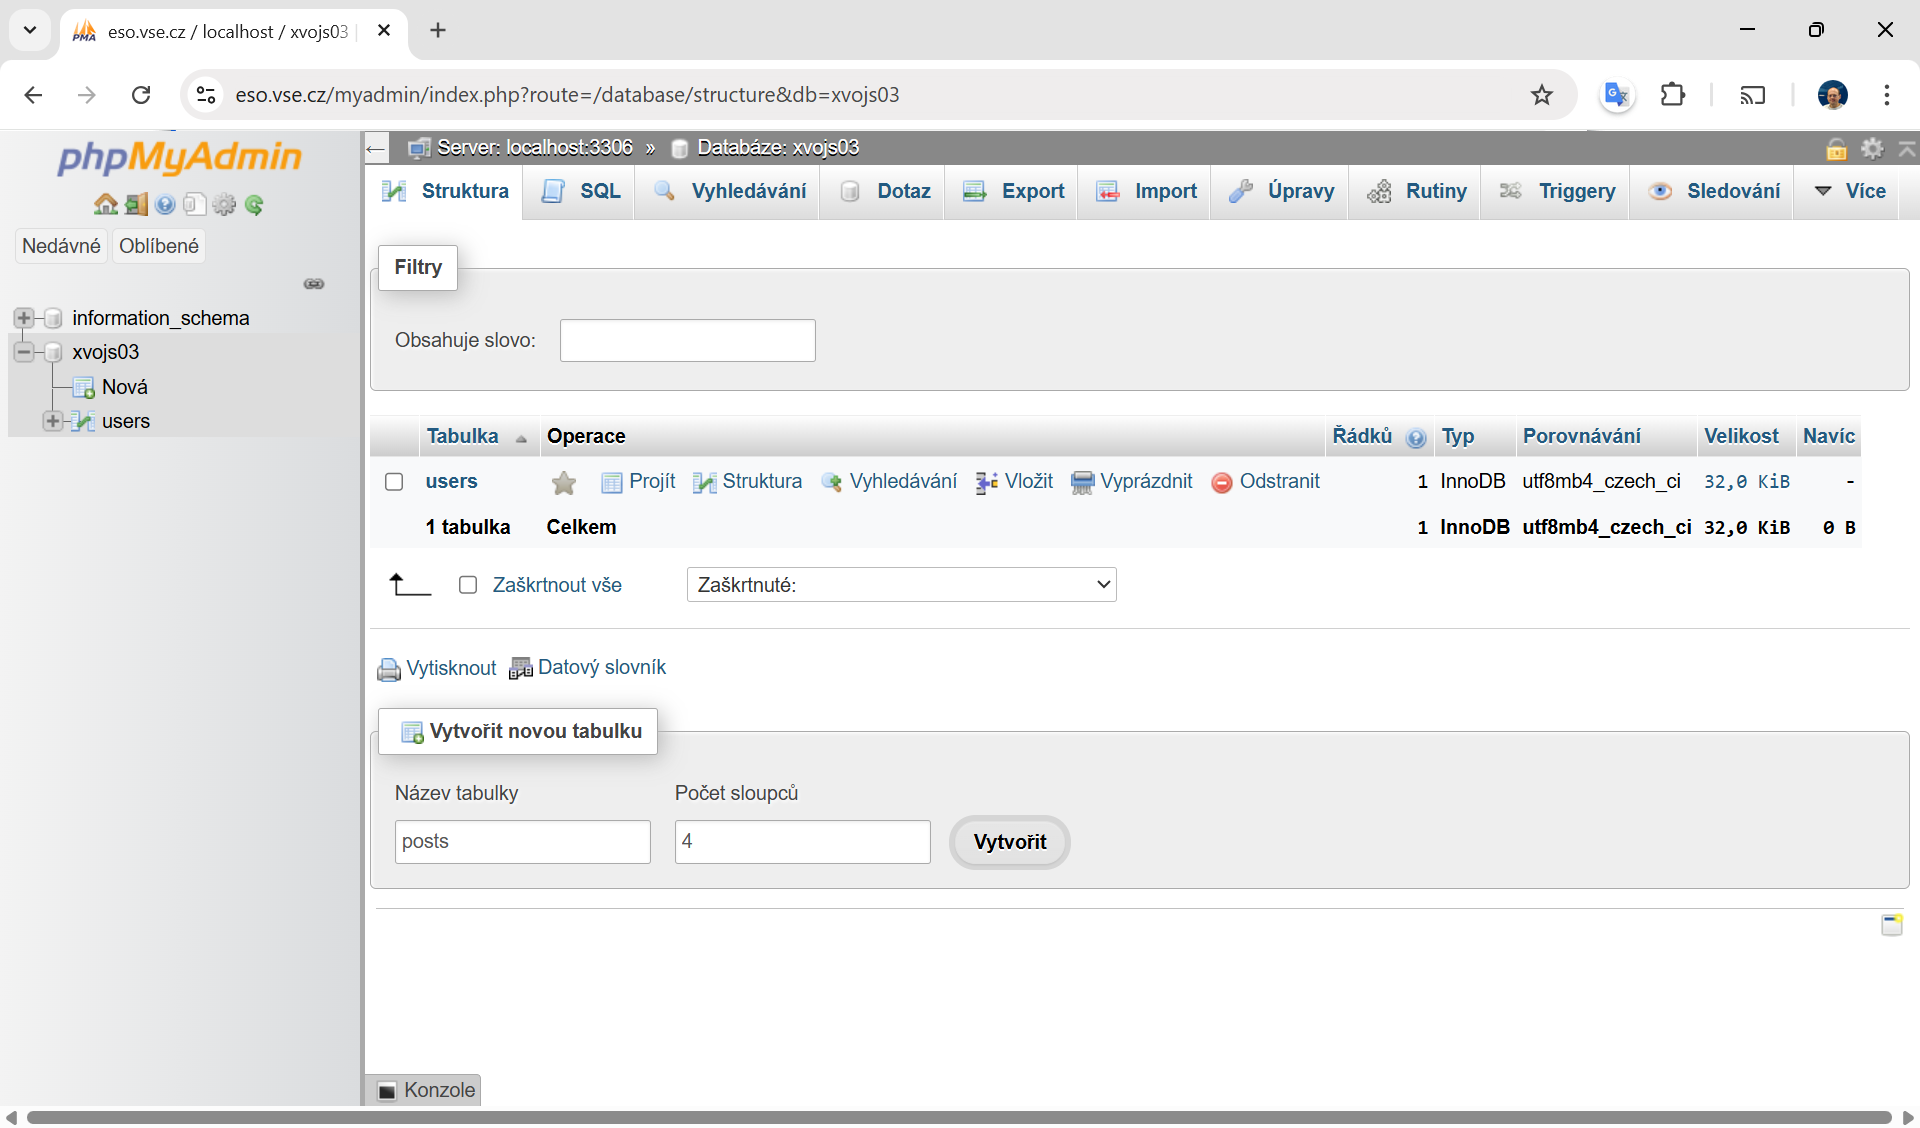 eso.vse.cz / localhost / xvojs03
eso.vse.cz/myadmin/index.php?route=/database/structure&db=xvojs03
phpMyAdmin
Nedávné Oblíbené
information_schema
xvojs03
Nová
users
Server: localhost:3306 » Databáze: xvojs03
Struktura SQL Vyhledávání Dotaz Export Import Úpravy Rutiny Triggery Sledování Více
Filtry
Obsahuje slovo:
Tabulka Operace Řádků Typ Porovnávání Velikost Navíc
users Projít Struktura Vyhledávání Vložit Vyprázdnit Odstranit 1 InnoDB utf8mb4_czech_ci 32,0 KiB -
1 tabulka Celkem 1 InnoDB utf8mb4_czech_ci 32,0 KiB 0 B
Zaškrtnout vše Zaškrtnuté:
Vytisknout Datový slovník
Vytvořit novou tabulku
Název tabulky Počet sloupců
posts 4 Vytvořit
Konzole